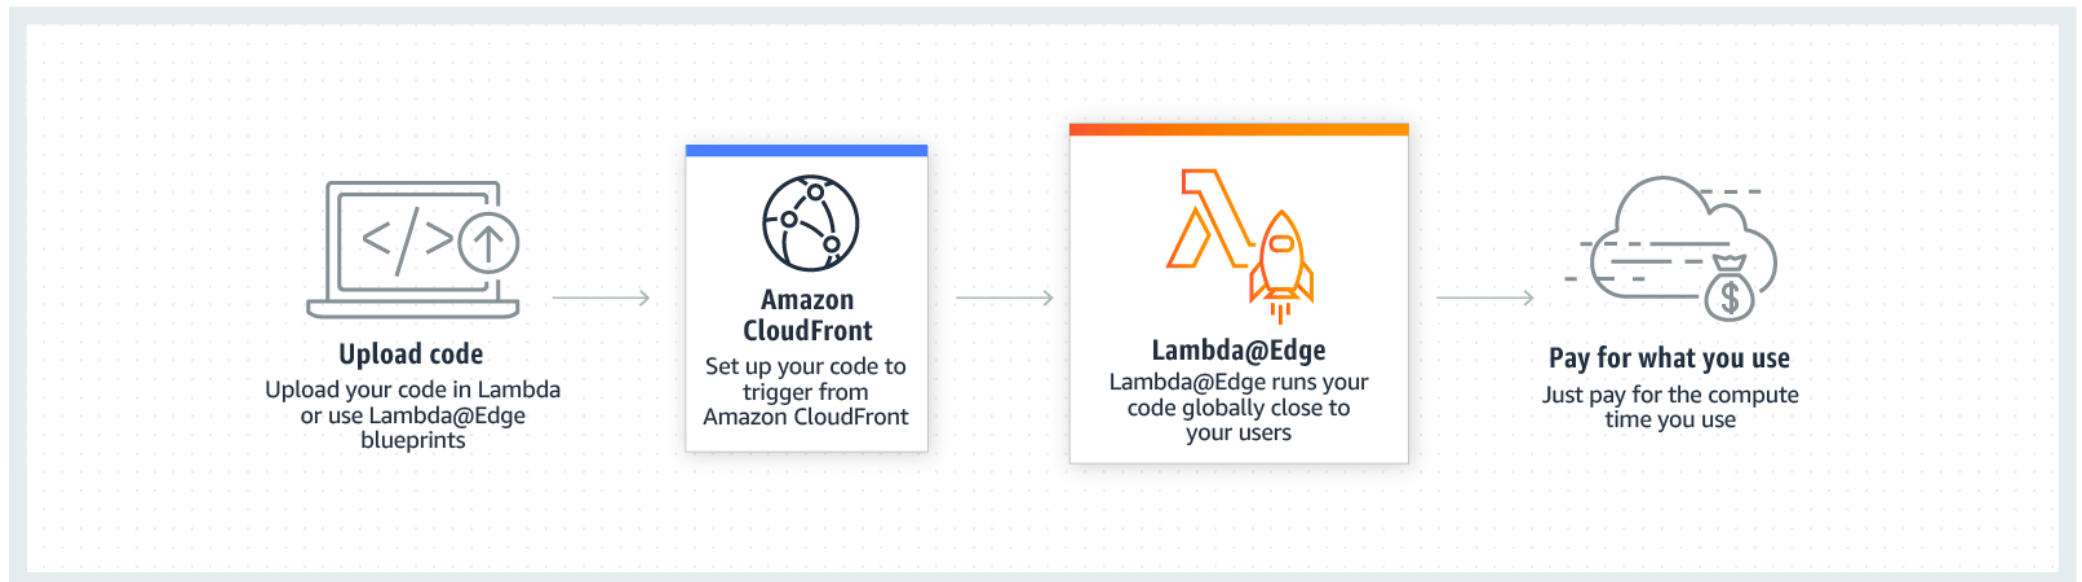 Upload code
Upload your code in Lambda
or use Lambda@Edge
blueprints
Amazon
CloudFront
Set up your code to
trigger from
Amazon CloudFront
Lambda@Edge
Lambda@Edge runs your
code globally close to
your users
Pay for what you use
Just pay for the compute
time you use